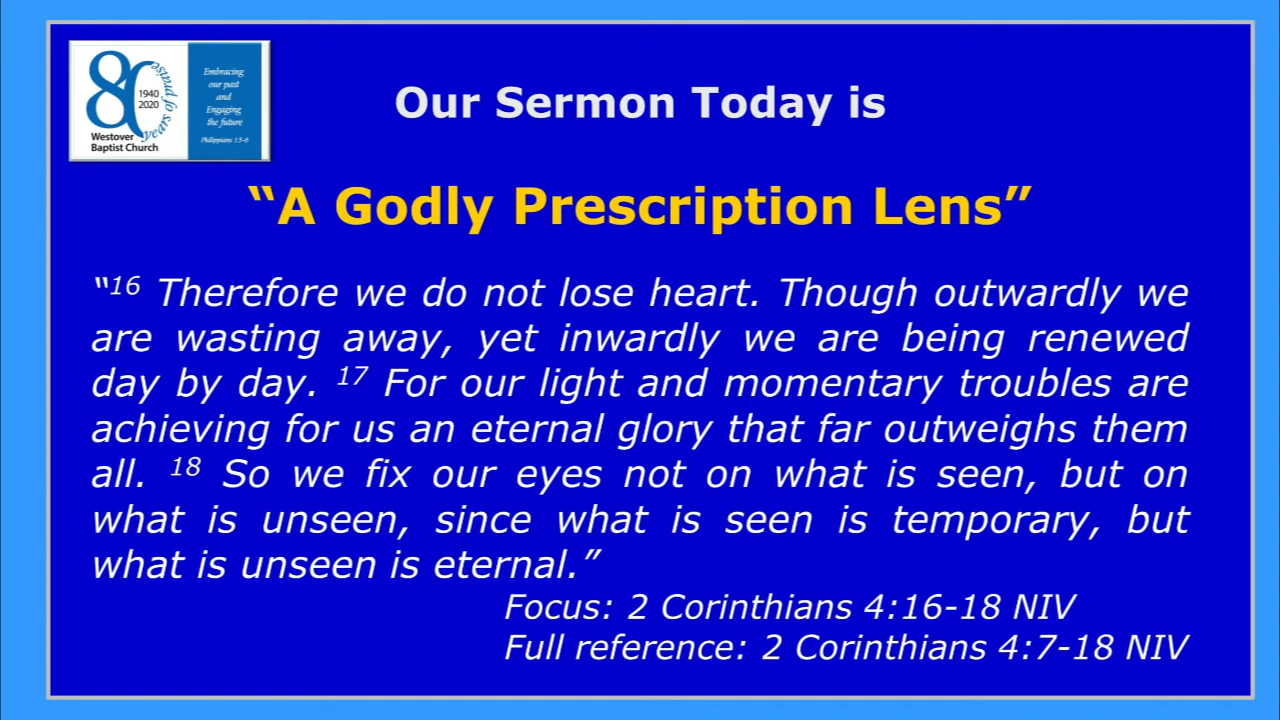 80
years of praise
1940
2020
Westover
Baptist Church
Embracing
our past
and
Engaging
the future
Philippians 1:5-6
Our Sermon Today is
“A Godly Prescription Lens”
“16 Therefore we do not lose heart. Though outwardly we
are wasting away, yet inwardly we are being renewed
day by day. 17 For our light and momentary troubles are
achieving for us an eternal glory that far outweighs them
all. 18 So we fix our eyes not on what is seen, but on
what is unseen, since what is seen is temporary, but
what is unseen is eternal.”
Focus: 2 Corinthians 4:16-18 NIV
Full reference: 2 Corinthians 4:7-18 NIV